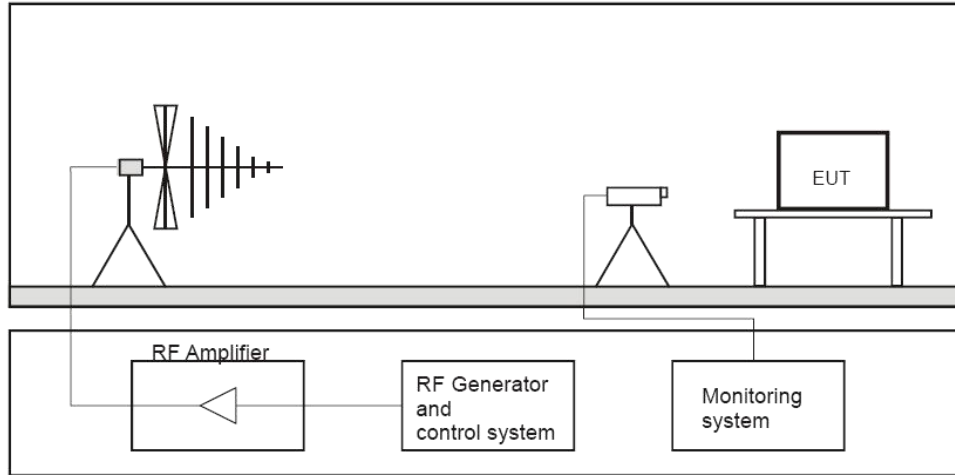 EUT
RF Amplifier
RF Generator
and
control system
Monitoring
system